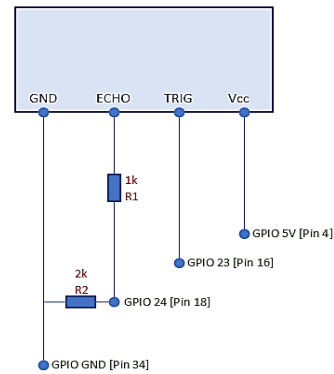 GND ECHO TRIG Vcc
1k
R1
GPIO 5V [Pin 4]
GPIO 23 [Pin 16]
2k
R2
GPIO 24 [Pin 18]
GPIO GND [Pin 34]